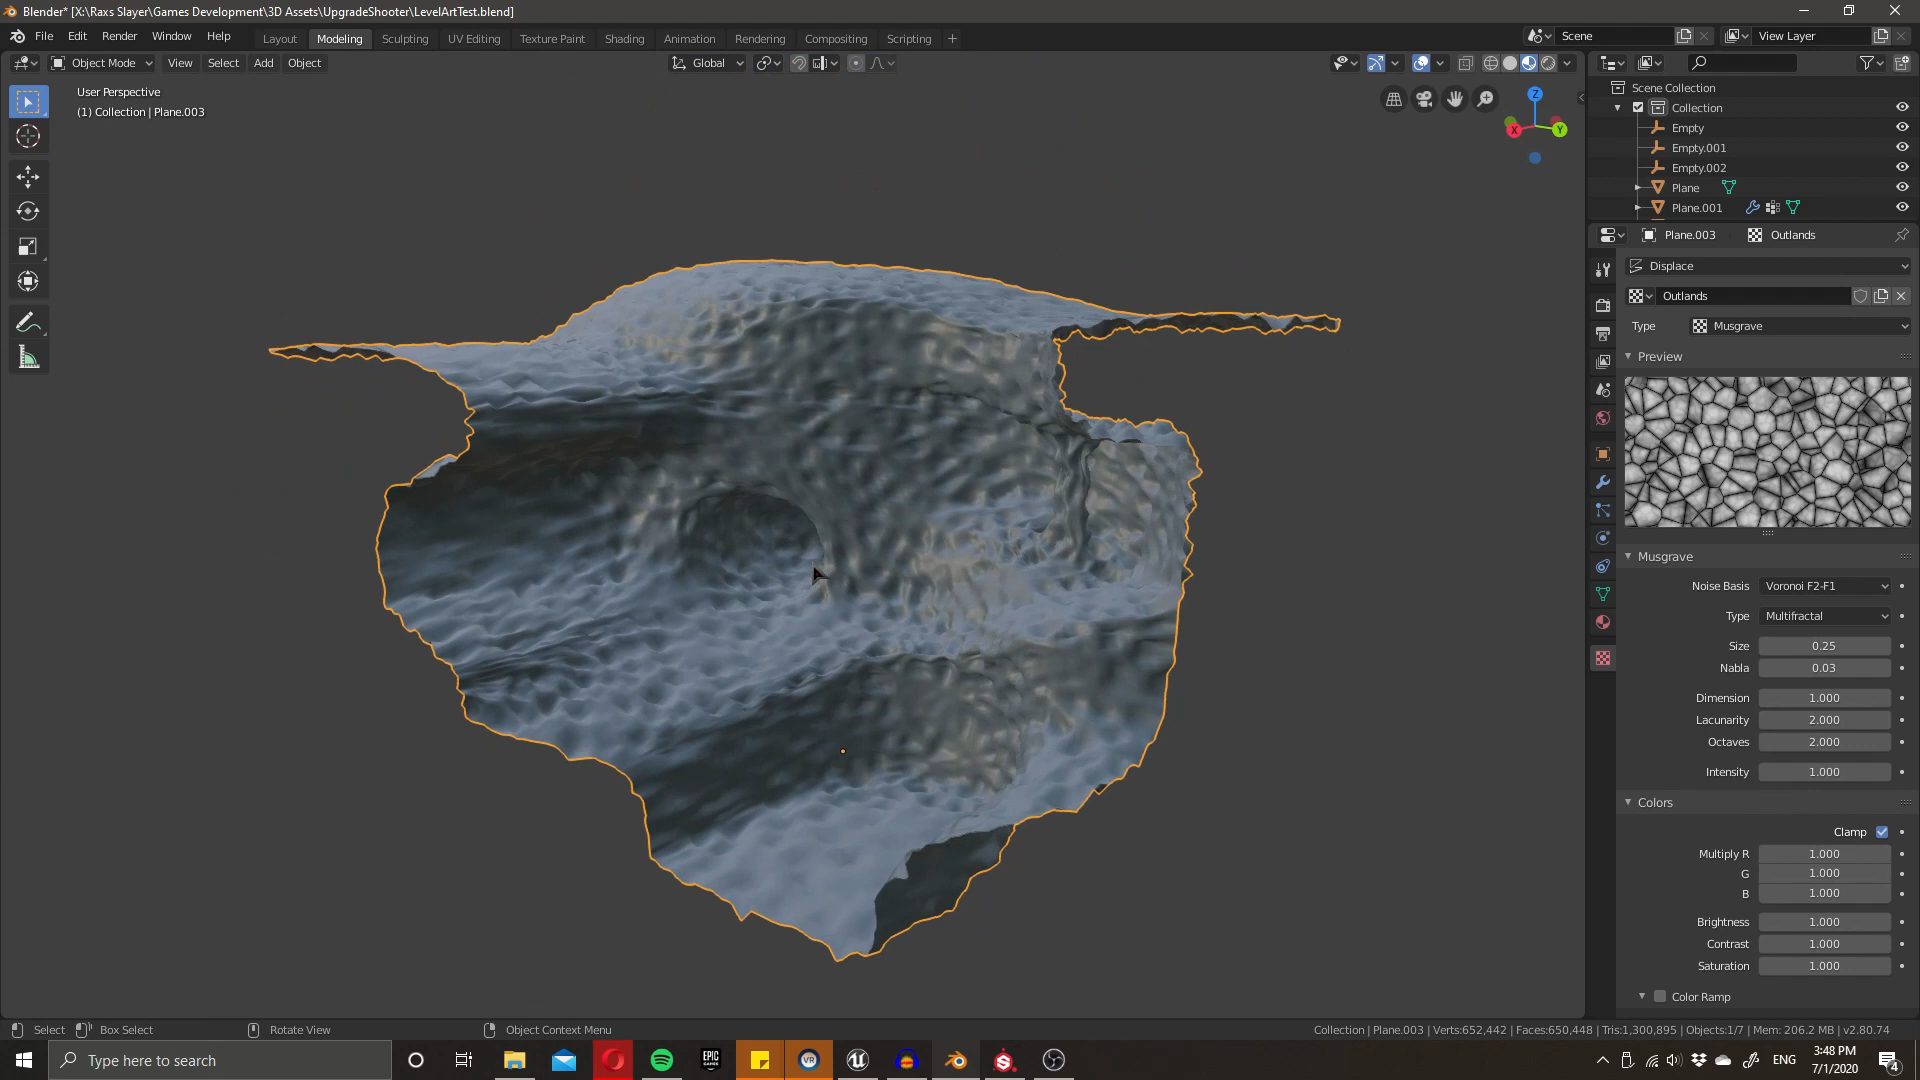 Blender* [X:\Raxs Slayer\Games Development\3D Assets\UpgradeShooter\LevelArtTest.blend]
File Edit Render Window Help Layout Modeling Sculpting UV Editing Texture Paint Shading Animation Rendering Compositing Scripting + Scene View Layer
Object Mode View Select Add Object Global
User Perspective
(1) Collection | Plane.003
Z
X
Y
Scene Collection
Collection
Empty
Empty.001
Empty.002
Plane
Plane.001
Plane.003 Outlands
Displace
Outlands
Type Musgrave
Preview
Musgrave
Noise Basis Voronoi F2-F1
Type Multifractal
Size 0.25
Nabla 0.03
Dimension 1.000
Lacunarity 2.000
Octaves 2.000
Intensity 1.000
Colors
Clamp
Multiply R 1.000
G 1.000
B 1.000
Brightness 1.000
Contrast 1.000
Saturation 1.000
Color Ramp
Select Box Select Rotate View Object Context Menu Collection | Plane.003 | Verts:652,442 | Faces:650,448 | Tris:1,300,895 | Objects:1/7 | Mem: 206.2 MB | v2.80.74
Type here to search
EPIC
GAMES
VR
ENG
3:48 PM
7/1/2020
4